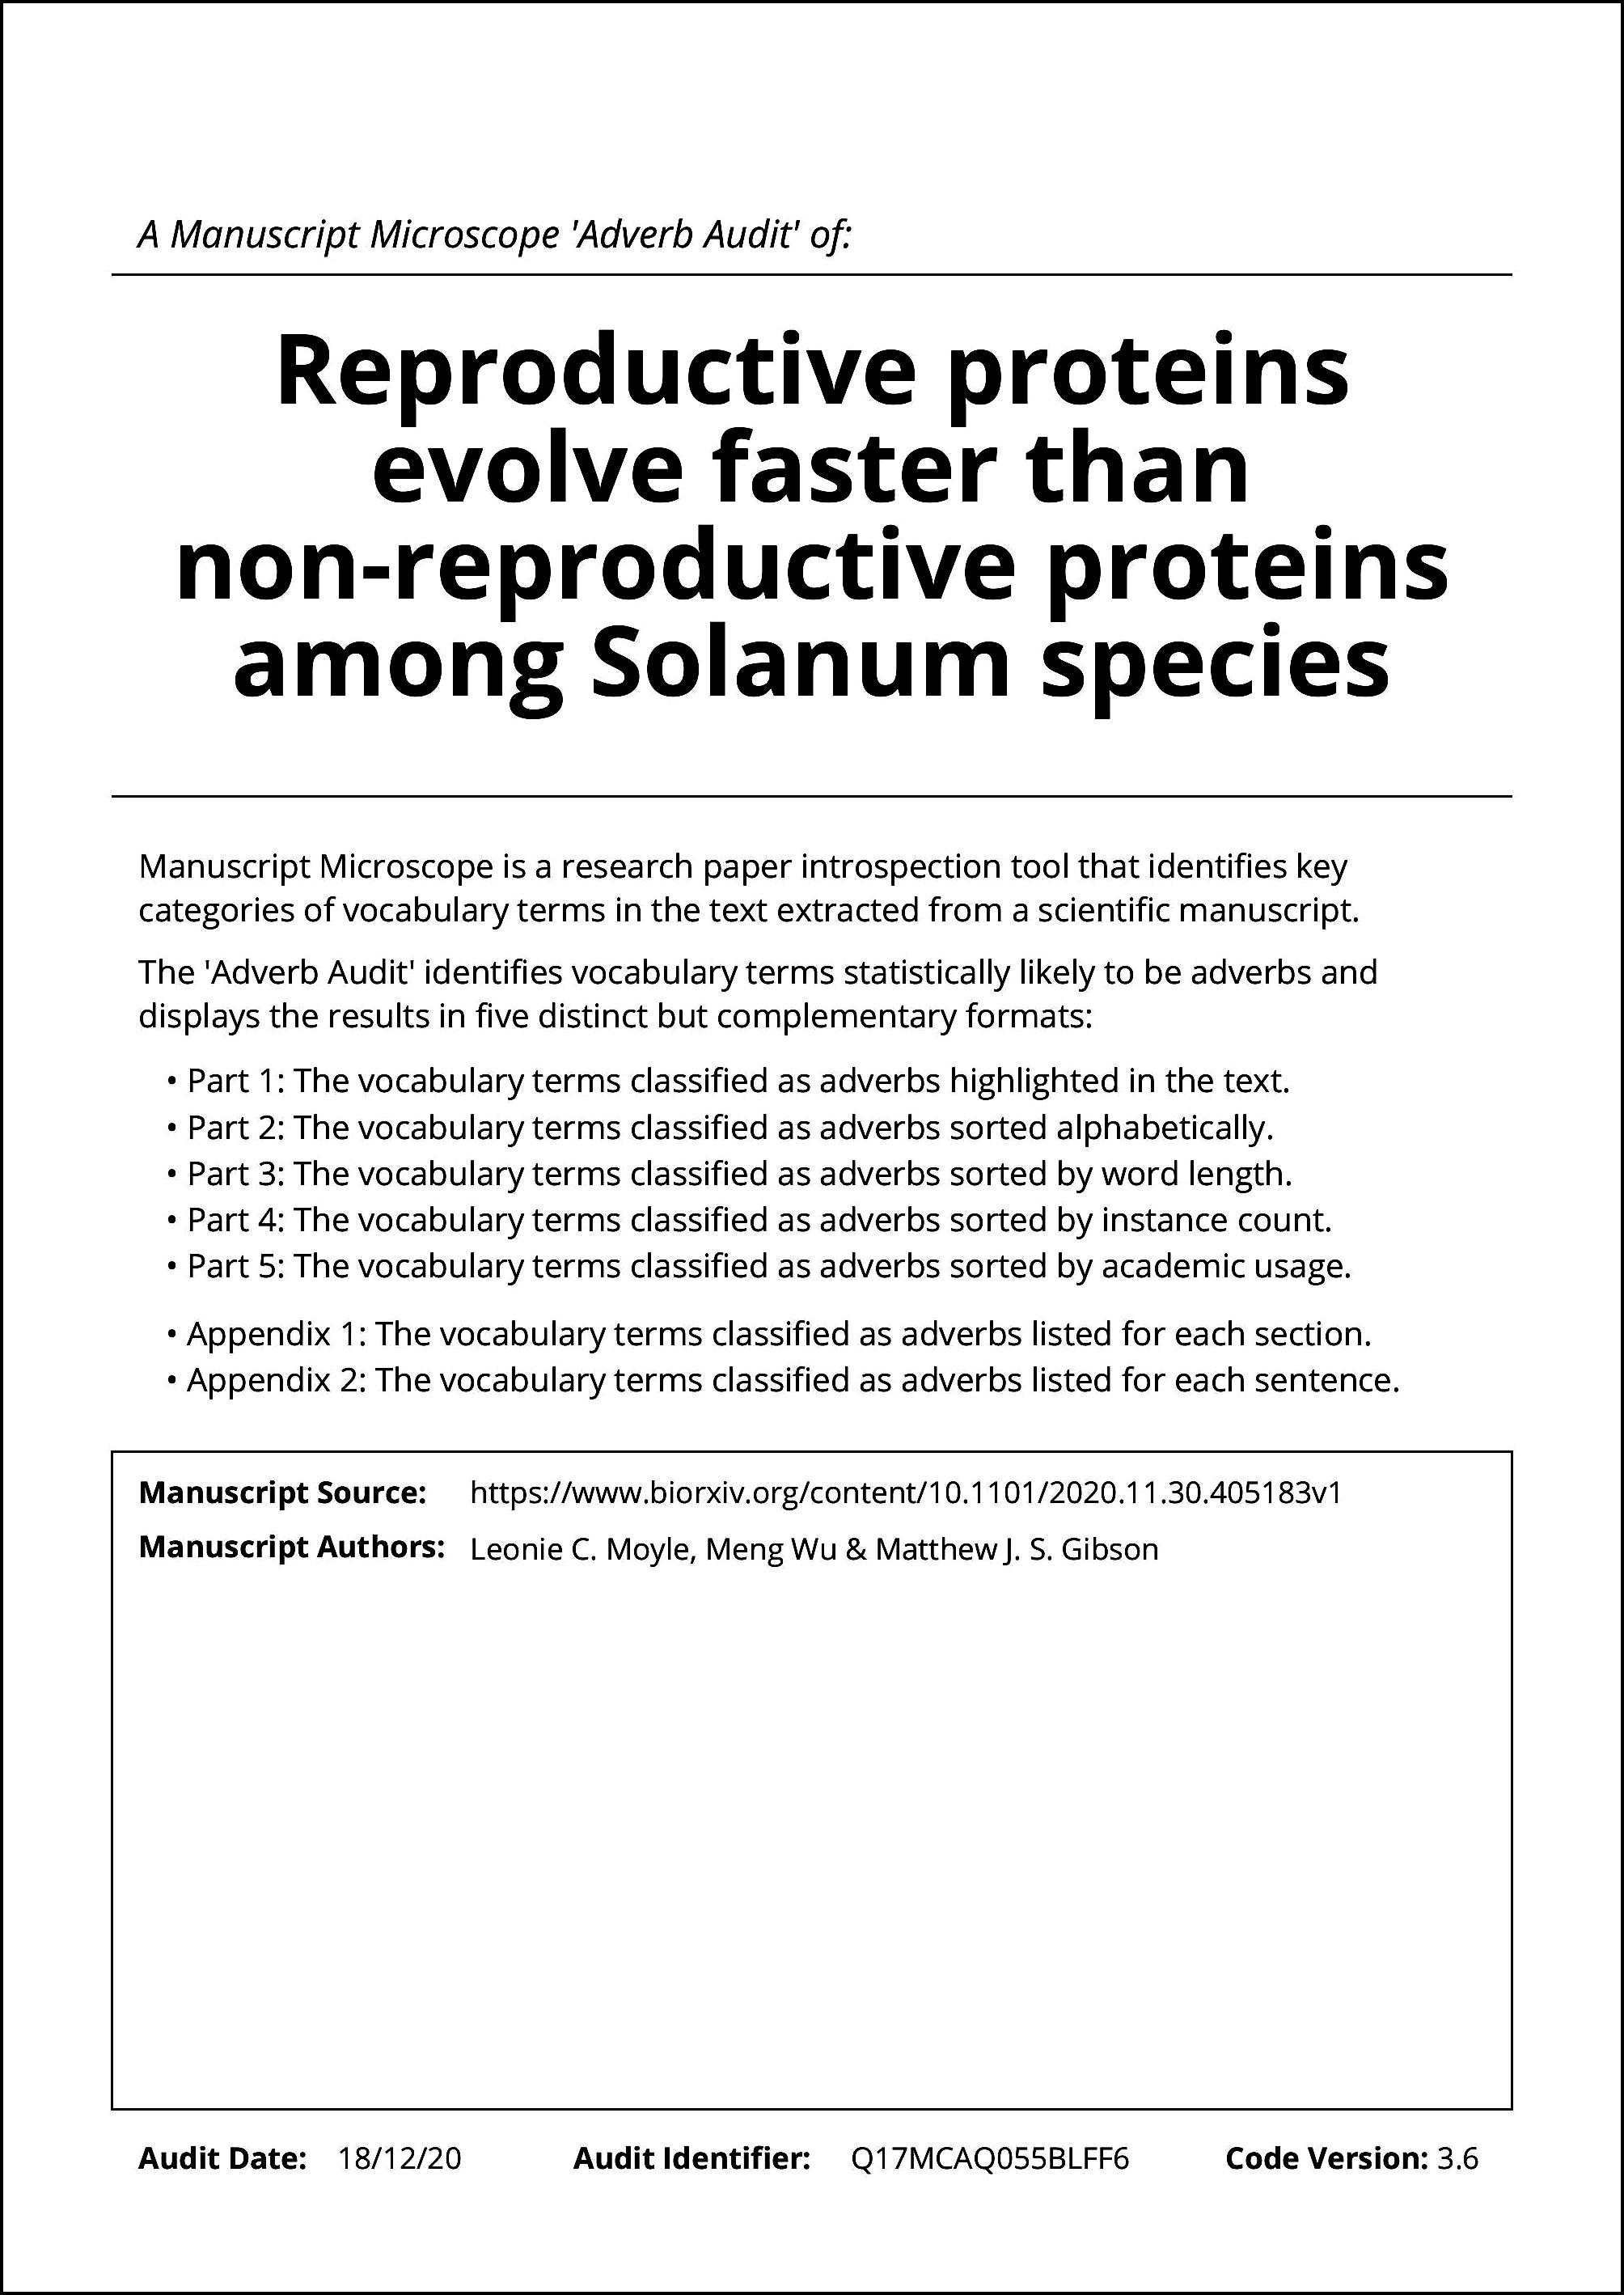 A Manuscript Microscope 'Adverb Audit' of:
Reproductive proteins
evolve faster than
non-reproductive proteins
among Solanum species
Manuscript Microscope is a research paper introspection tool that identifies key
categories of vocabulary terms in the text extracted from a scientific manuscript.
The 'Adverb Audit' identifies vocabulary terms statistically likely to be adverbs and
displays the results in five distinct but complementary formats:
• Part 1: The vocabulary terms classified as adverbs highlighted in the text.
• Part 2: The vocabulary terms classified as adverbs sorted alphabetically.
• Part 3: The vocabulary terms classified as adverbs sorted by word length.
• Part 4: The vocabulary terms classified as adverbs sorted by instance count.
• Part 5: The vocabulary terms classified as adverbs sorted by academic usage.
• Appendix 1: The vocabulary terms classified as adverbs listed for each section.
• Appendix 2: The vocabulary terms classified as adverbs listed for each sentence.
Manuscript Source: https://www.biorxiv.org/content/10.1101/2020.11.30.405183v1
Manuscript Authors: Leonie C. Moyle, Meng Wu & Matthew J. S. Gibson
Audit Date: 18/12/20 Audit Identifier: Q17MCAQ055BLFF6 Code Version: 3.6